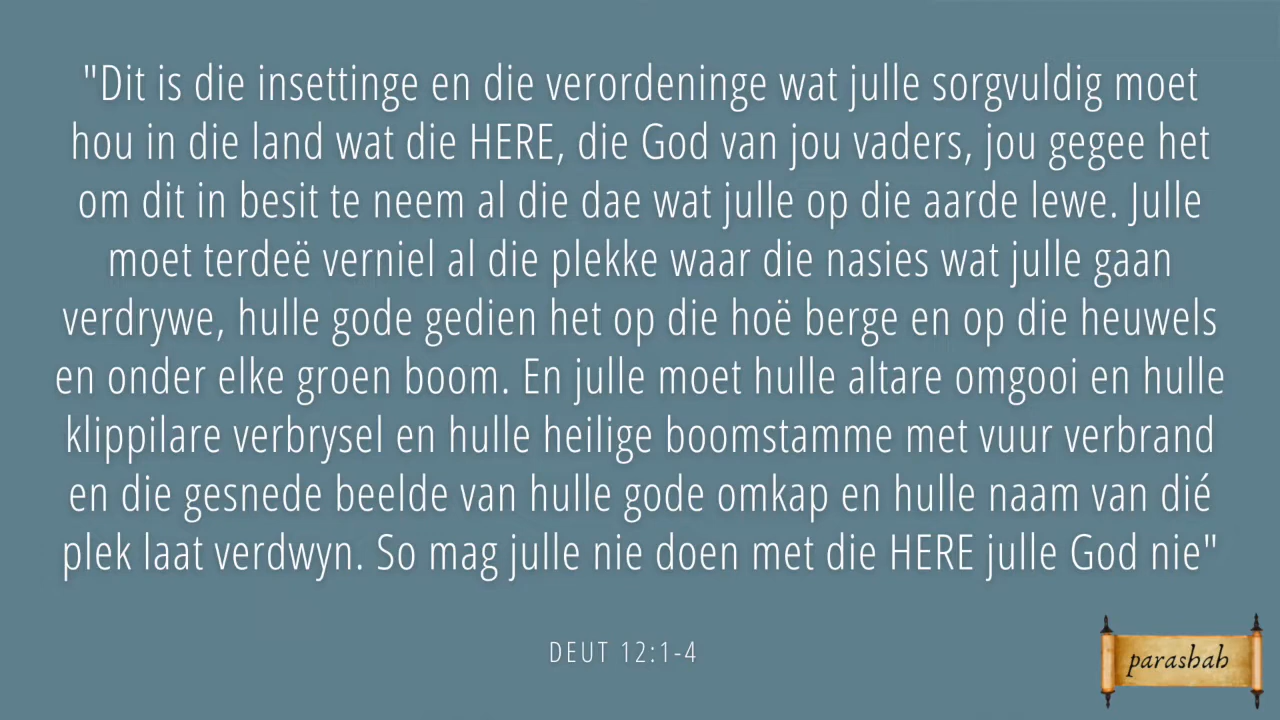 "Dit is die insettinge en die verordeninge wat julle sorgvuldig moet
hou in die land wat die HERE, die God van jou vaders, jou gegee het
om dit in besit te neem al die dae wat julle op die aarde lewe. Julle
moet terdeë verniel al die plekke waar die nasies wat julle gaan
verdrywe, hulle gode gedien het op die hoë berge en op die heuwels
en onder elke groen boom. En julle moet hulle altare omgooi en hulle
klippilare verbrysel en hulle heilige boomstamme met vuur verbrand
en die gesnede beelde van hulle gode omkap en hulle naam van dié
plek laat verdwyn. So mag julle nie doen met die HERE julle God nie"
DEUT 12:1-4
parashah